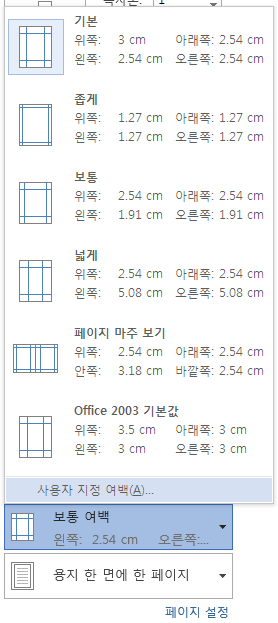 1
기본
위쪽: 3 cm 아래쪽: 2.54 cm
왼쪽: 2.54 cm 오른쪽: 2.54 cm
좁게
위쪽: 1.27 cm 아래쪽: 1.27 cm
왼쪽: 1.27 cm 오른쪽: 1.27 cm
보통
위쪽: 2.54 cm 아래쪽: 2.54 cm
왼쪽: 1.91 cm 오른쪽: 1.91 cm
넓게
위쪽: 2.54 cm 아래쪽: 2.54 cm
왼쪽: 5.08 cm 오른쪽: 5.08 cm
페이지 마주 보기
위쪽: 2.54 cm 아래쪽: 2.54 cm
안쪽: 3.18 cm 바깥쪽: 2.54 cm
Office 2003 기본값
위쪽: 3.5 cm 아래쪽: 3 cm
왼쪽: 3 cm 오른쪽: 3 cm
사용자 지정 여백(A)...
보통 여백
왼쪽: 2.54 cm 오른쪽:...
용지 한 면에 한 페이지
페이지 설정